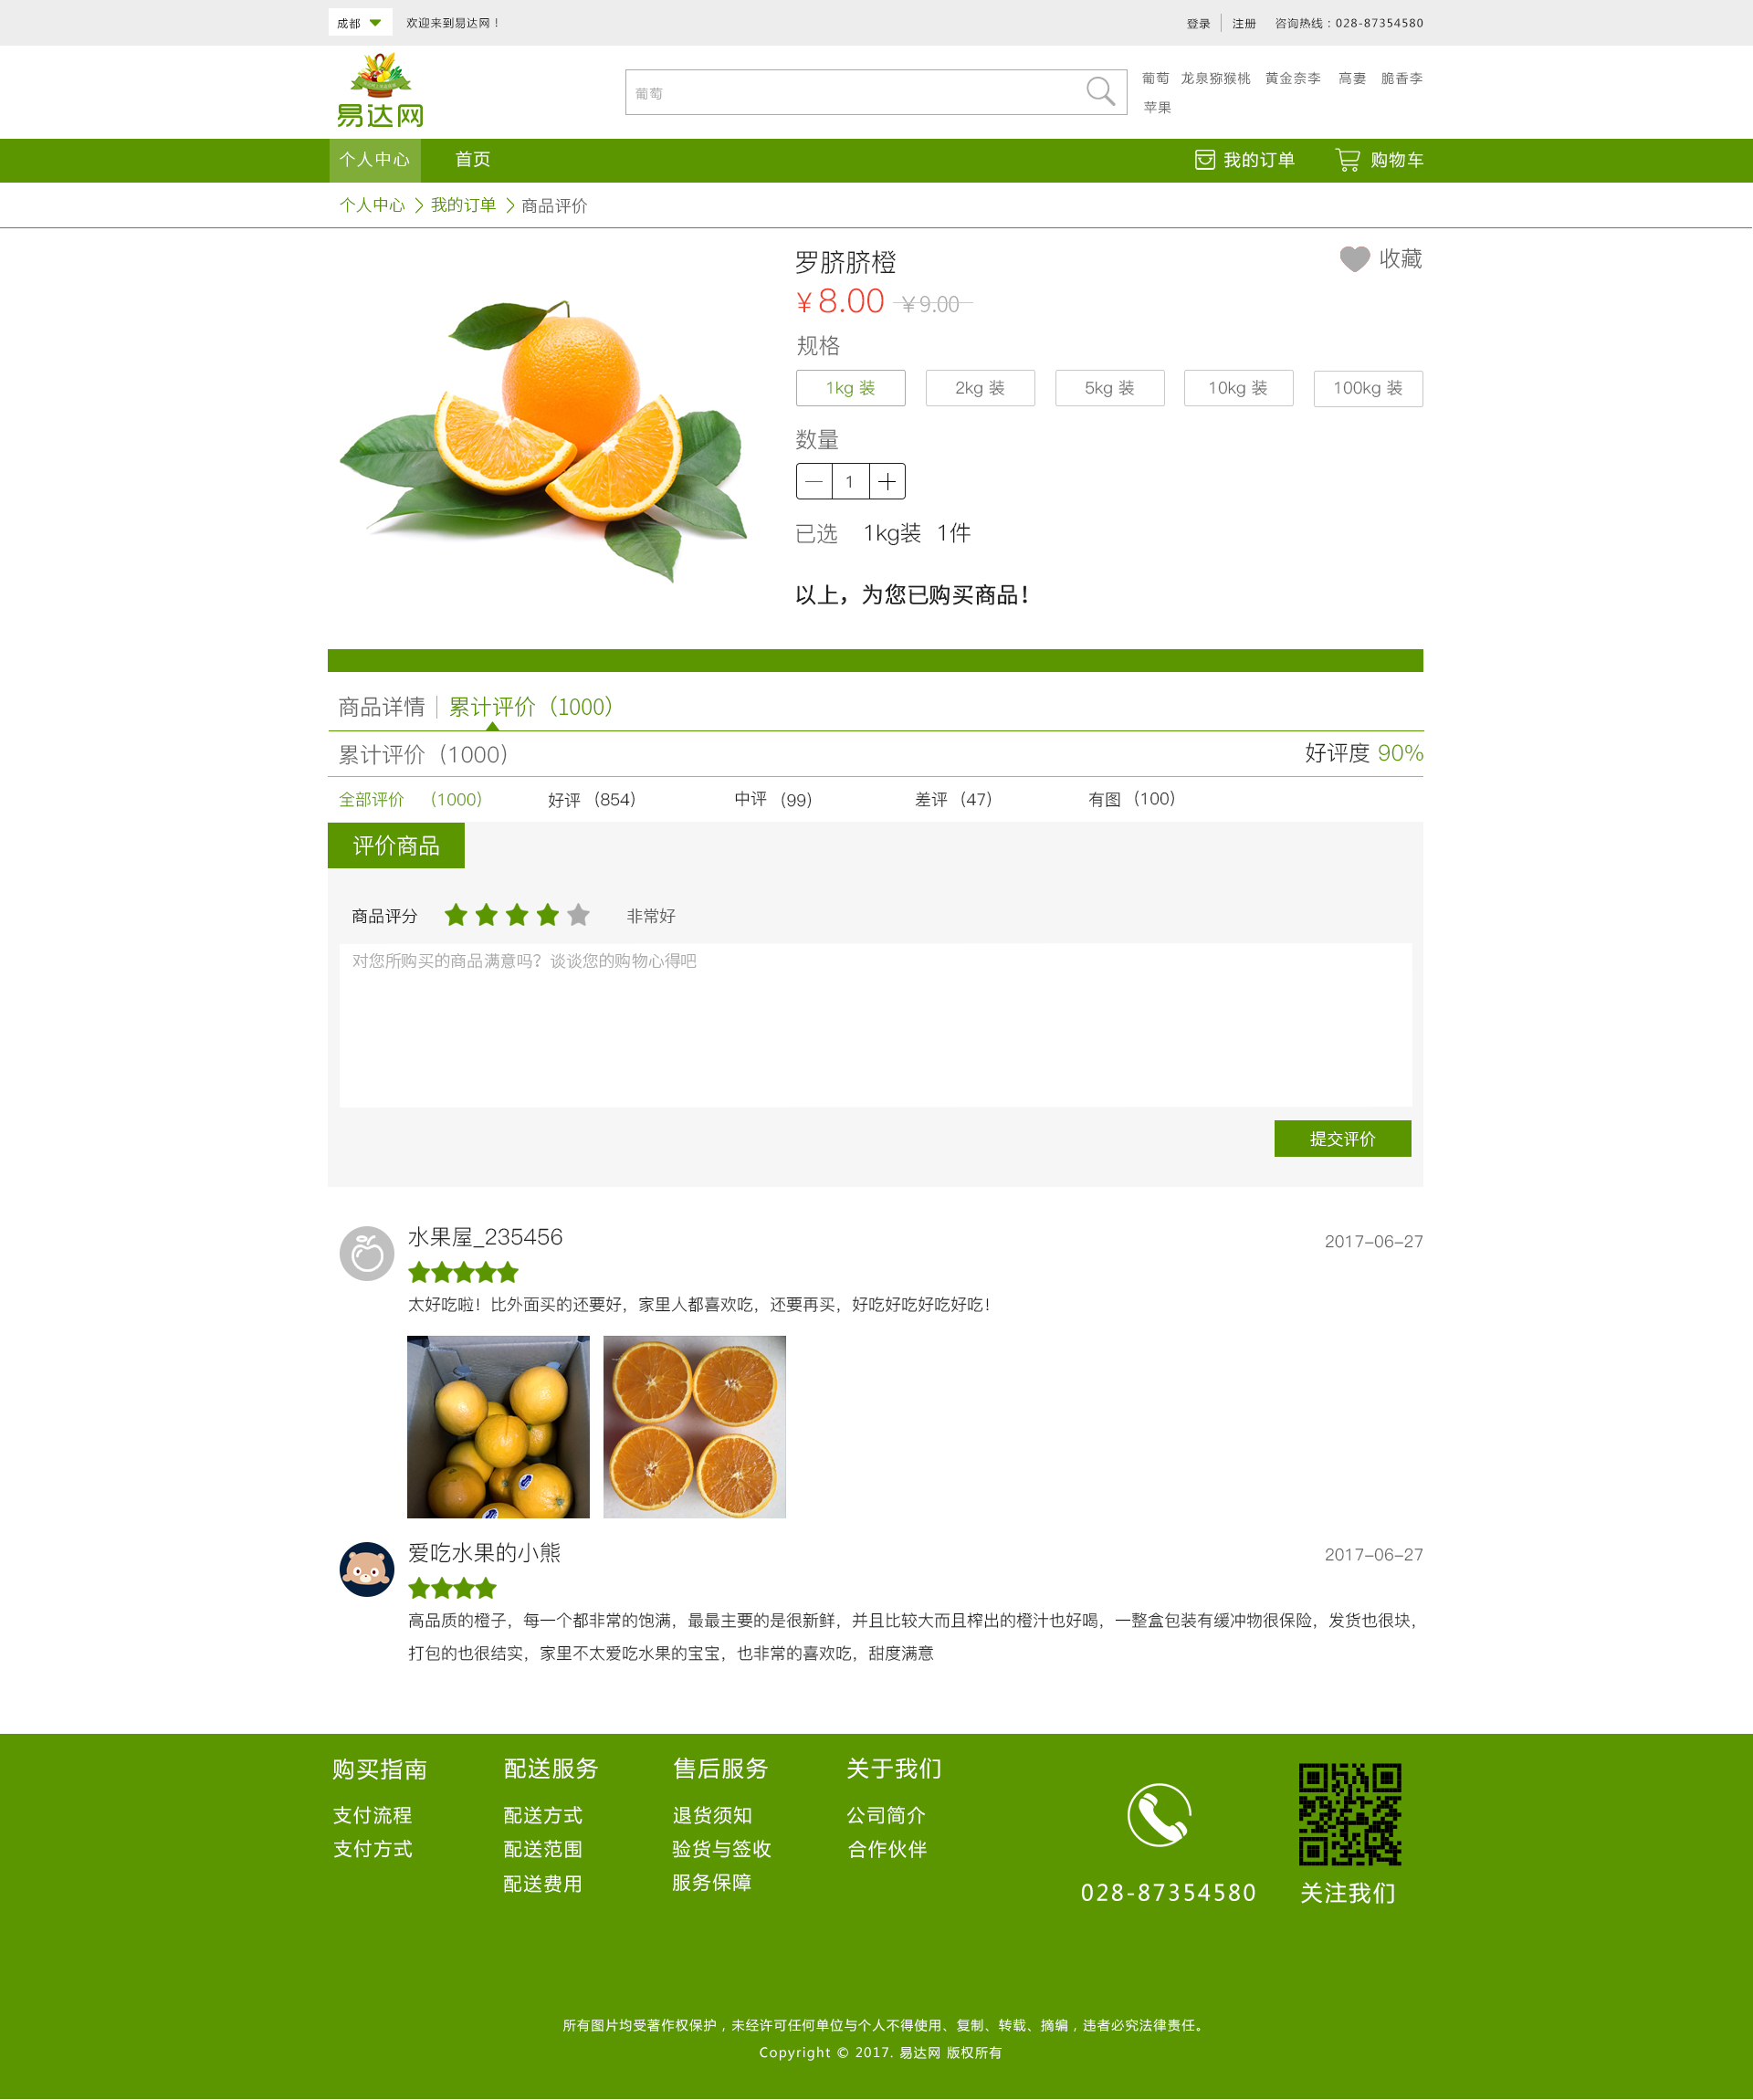 成都
欢迎来到易达网！
登录 注册 咨询热线：028-87354580
易达网
葡萄
葡萄 龙泉猕猴桃 黄金奈李 高妻 脆香李
苹果
个人中心 首页 我的订单 购物车
个人中心 我的订单 商品评价
罗脐脐橙
收藏
¥8.00 ¥9.00
规格
1kg 装 2kg 装 5kg 装 10kg 装 100kg 装
数量
1
已选 1kg装 1件
以上，为您已购买商品！
商品详情 累计评价（1000）
累计评价（1000） 好评度 90%
全部评价 （1000） 好评（854） 中评（99） 差评（47） 有图（100）
评价商品
商品评分 非常好
对您所购买的商品满意吗？谈谈您的购物心得吧
提交评价
水果屋_235456 2017-06-27
太好吃啦！比外面买的还要好，家里人都喜欢吃，还要再买，好吃好吃好吃好吃！
爱吃水果的小熊 2017-06-27
高品质的橙子，每一个都非常的饱满，最最主要的是很新鲜，并且比较大而且榨出的橙汁也好喝，一整盒包装有缓冲物很保险，发货也很块，
打包的也很结实，家里不太爱吃水果的宝宝，也非常的喜欢吃，甜度满意
购买指南 配送服务 售后服务 关于我们
支付流程 配送方式 退货须知 公司简介
支付方式 配送范围 验货与签收 合作伙伴
配送费用 服务保障
028-87354580 关注我们
所有图片均受著作权保护，未经许可任何单位与个人不得使用、复制、转载、摘编，违者必究法律责任。
Copyright © 2017. 易达网 版权所有